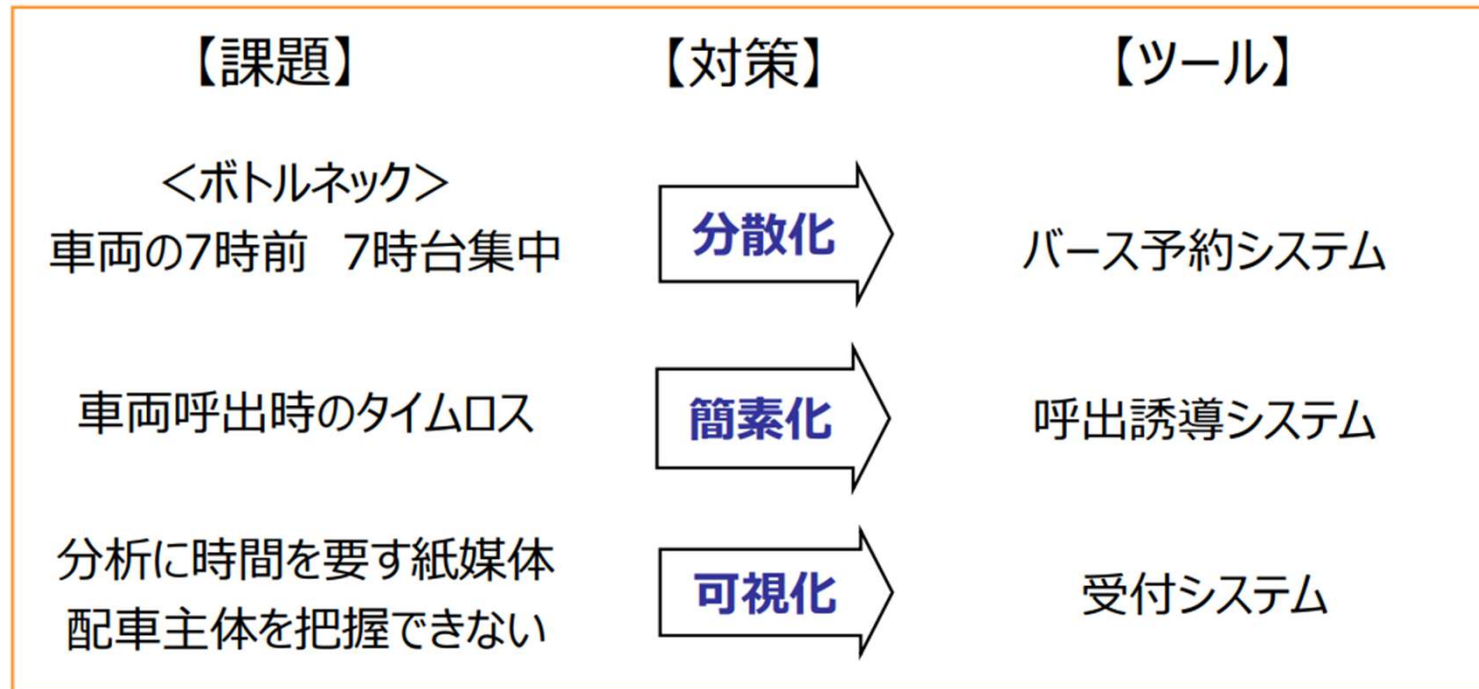 【課題】
【対策】
【ツール】
＜ボトルネック＞
車両の7時前　7時台集中
分散化
バース予約システム
車両呼出時のタイムロス
簡素化
呼出誘導システム
分析に時間を要す紙媒体
配車主体を把握できない
可視化
受付システム